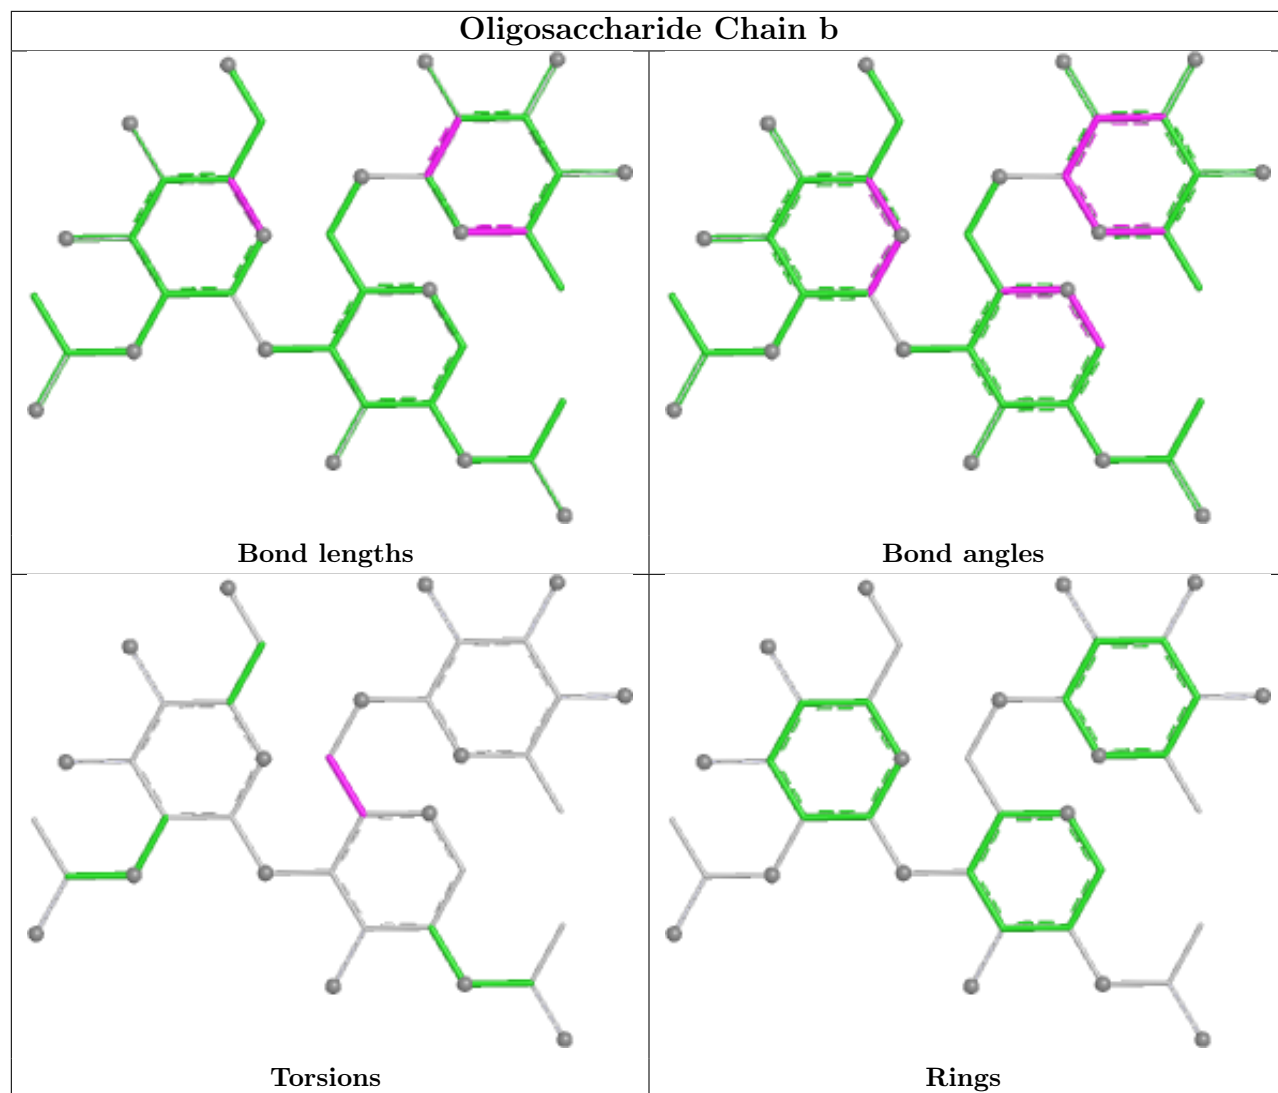 Oligosaccharide Chain b
Bond lengths
Bond angles
Torsions
Rings